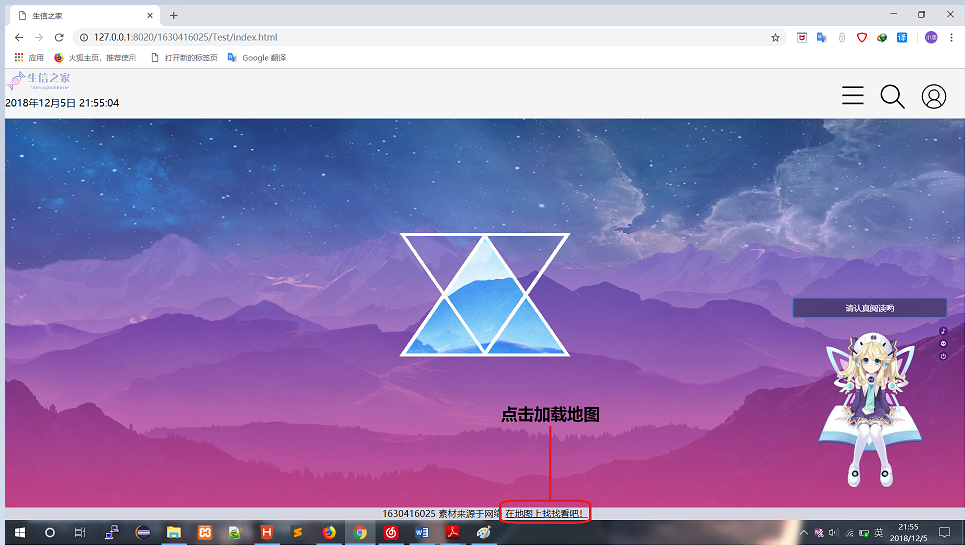 生信之家
127.0.0.1:8020/1630416025/Test/index.html
应用
火狐主页，推荐使用
打开新的标签页
Google 翻译
生信之家
2018年12月5日 21:55:04
请认真阅读哟
点击加载地图
1630416025 素材来源于网络 在地图上找找看吧！
英
21:55
2018/12/5